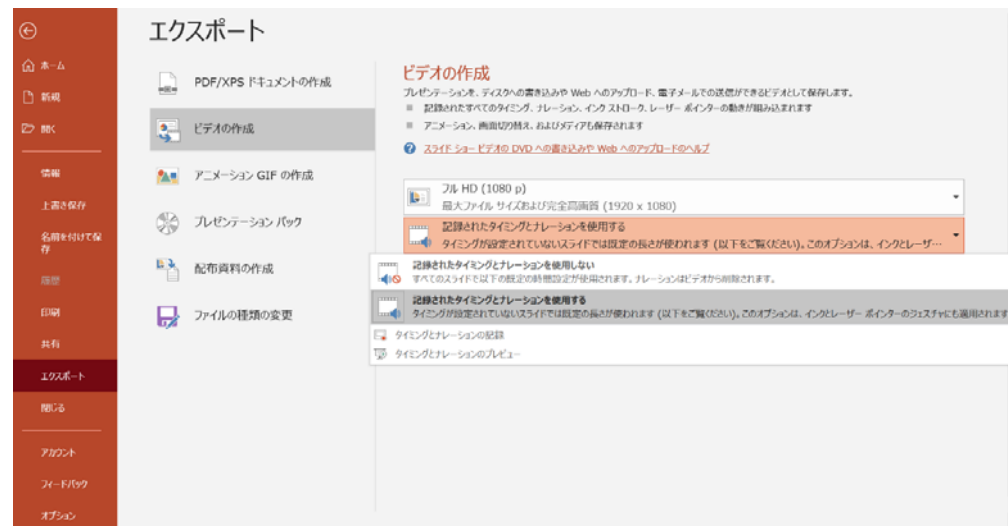 エクスポート
ホーム
新規
開く
情報
上書き保存
名前を付けて保
存
履歴
印刷
共有
エクスポート
閉じる
アカウント
フィードバック
オプション
PDF/XPS ドキュメントの作成
ビデオの作成
アニメーション GIF の作成
プレゼンテーション パック
配布資料の作成
ファイルの種類の変更
ビデオの作成
プレゼンテーションを、ディスクへの書き込みや Web へのアップロード、電子メールでの送信ができるビデオとして保存します。
記録されたすべてのタイミング、ナレーション、インク ストローク、レーザー ポインターの動きが組み込まれます
アニメーション、画面切り替え、およびメディアも保存されます
スライド ショー ビデオの DVD への書き込みや Web へのアップロードのヘルプ
フル HD (1080 p)
最大ファイル サイズおよび完全高画質 (1920 x 1080)
記録されたタイミングとナレーションを使用する
タイミングが設定されていないスライドでは既定の長さが使われます (以下をご覧ください)。このオプションは、インクとレーザ…
記録されたタイミングとナレーションを使用しない
すべてのスライドで以下の既定の時間設定が使用されます。ナレーションはビデオから削除されます。
記録されたタイミングとナレーションを使用する
タイミングが設定されていないスライドでは既定の長さが使われます (以下をご覧ください)。このオプションは、インクとレーザー ポインターのジェスチャにも適用されます
タイミングとナレーションの記録
タイミングとナレーションのプレビュー